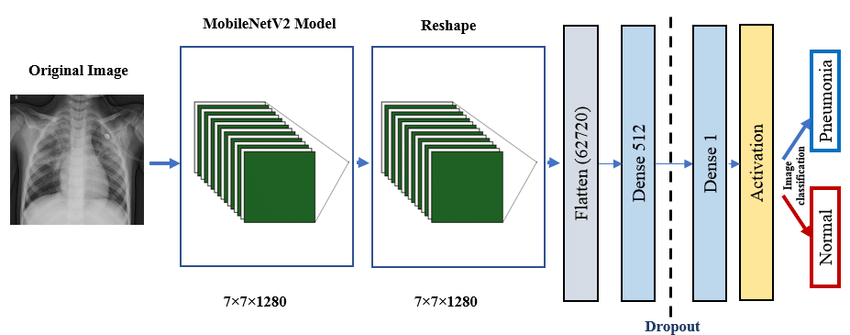 MobileNetV2 Model
Reshape
Original Image
7×7×1280
7×7×1280
Flatten (62720)
Dense 512
Dropout
Dense 1
Activation
Image
classification
Pneumonia
Normal